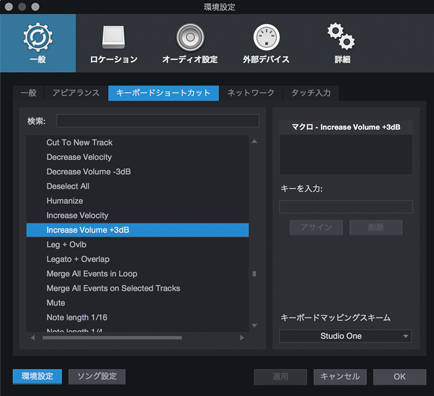 環境設定
一般 ロケーション オーディオ設定 外部デバイス 詳細
一般 アピアランス キーボードショートカット ネットワーク タッチ入力
検索:
Cut To New Track
Decrease Velocity
Decrease Volume -3dB
Deselect All
Humanize
Increase Velocity
Increase Volume +3dB
Leg + Ovlb
Legato + Overlap
Merge All Events in Loop
Merge All Events on Selected Tracks
Mute
Note length 1/16
Note length 1/4
マクロ - Increase Volume +3dB
キーを入力:
アサイン 削除
キーボードマッピングスキーム
Studio One
環境設定 ソング設定 適用 キャンセル OK